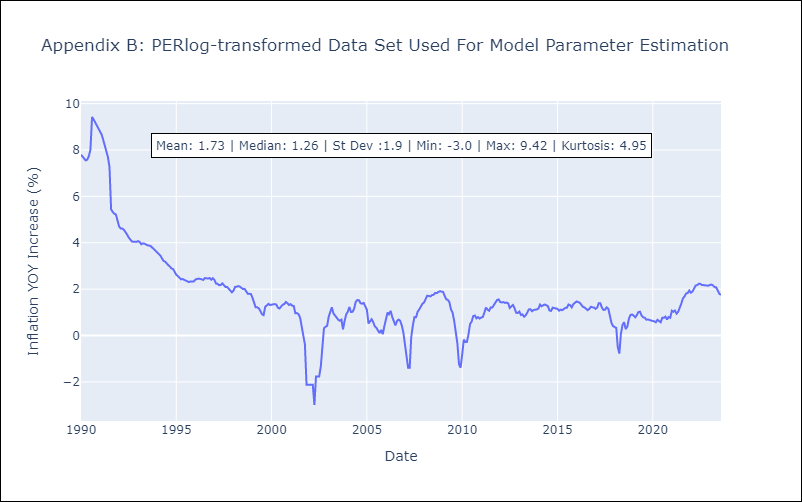 Appendix B: PERlog-transformed Data Set Used For Model Parameter Estimation
10
Mean: 1.73 | Median: 1.26 | St Dev :1.9 | Min: -3.0 | Max: 9.42 | Kurtosis: 4.95
8
6
4
2
0
−2
Inflation YOY Increase (%)
1990 1995 2000 2005 2010 2015 2020
Date